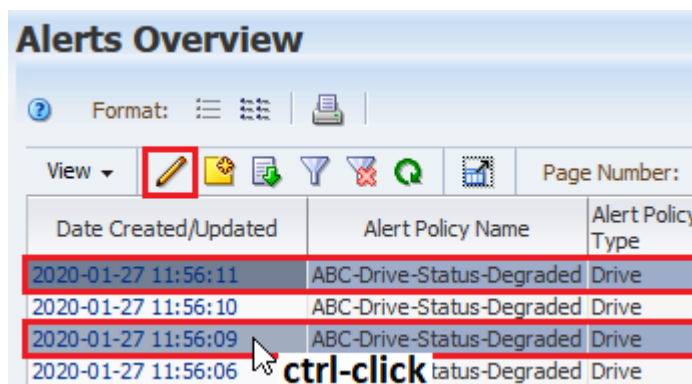 Alerts Overview
Format:
View Page Number:
Date Created/Updated Alert Policy Name Alert Policy Type
2020-01-27 11:56:11 ABC-Drive-Status-Degraded Drive
2020-01-27 11:56:10 ABC-Drive-Status-Degraded Drive
2020-01-27 11:56:09 ABC-Drive-Status-Degraded Drive
2020-01-27 11:56:06 ctrl-click tatus-Degraded Drive